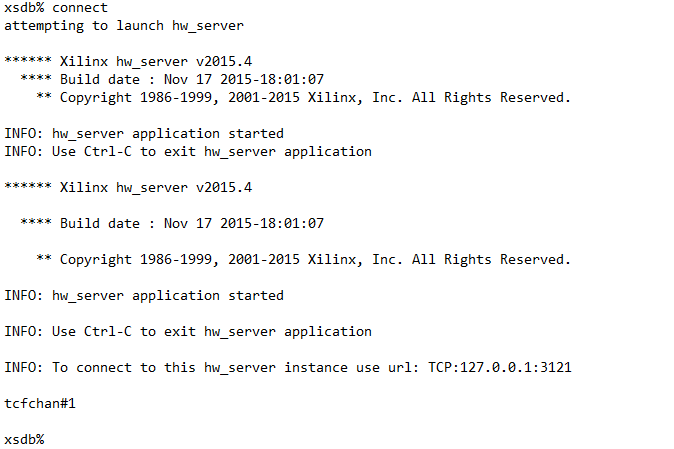 xsdb% connect
attempting to launch hw_server
****** Xilinx hw_server v2015.4
**** Build date : Nov 17 2015-18:01:07
** Copyright 1986-1999, 2001-2015 Xilinx, Inc. All Rights Reserved.
INFO: hw_server application started
INFO: Use Ctrl-C to exit hw_server application
****** Xilinx hw_server v2015.4
**** Build date : Nov 17 2015-18:01:07
** Copyright 1986-1999, 2001-2015 Xilinx, Inc. All Rights Reserved.
INFO: hw_server application started
INFO: Use Ctrl-C to exit hw_server application
INFO: To connect to this hw_server instance use url: TCP:127.0.0.1:3121
tcfchan#1
xsdb%